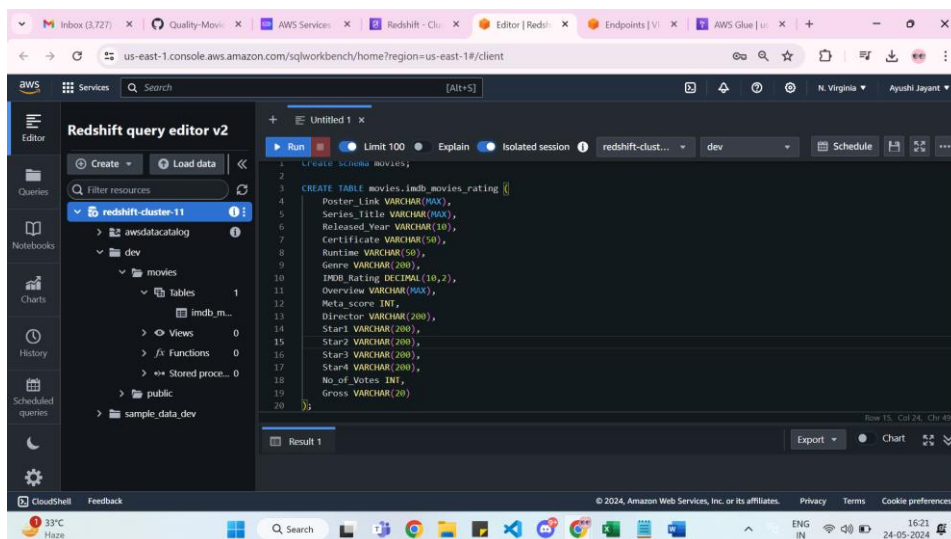 Inbox (3,727)
Quality-Movie
AWS Services
Redshift - Clu
Editor | Redsh
Endpoints | VI
AWS Glue | us
us-east-1.console.aws.amazon.com/sqlworkbench/home?region=us-east-1#/client
aws Services Search [Alt+S] N. Virginia Ayushi Jayant
Editor
Queries
Notebooks
Charts
History
Scheduled queries
Redshift query editor v2
Create Load data
Filter resources
redshift-cluster-11
awsdatacatalog
dev
movies
Tables 1
imdb_m...
Views 0
fx Functions 0
Stored proce... 0
public
sample_data_dev
Untitled 1
Run Limit 100 Explain Isolated session redshift-clust... dev Schedule
1 Create schema movies;
2
3 CREATE TABLE movies.imdb_movies_rating (
4 Poster_Link VARCHAR(MAX),
5 Series_Title VARCHAR(MAX),
6 Released_Year VARCHAR(10),
7 Certificate VARCHAR(50),
8 Runtime VARCHAR(50),
9 Genre VARCHAR(200),
10 IMDB_Rating DECIMAL(10,2),
11 Overview VARCHAR(MAX),
12 Meta_score INT,
13 Director VARCHAR(200),
14 Star1 VARCHAR(200),
15 Star2 VARCHAR(200),
16 Star3 VARCHAR(200),
17 Star4 VARCHAR(200),
18 No_of_Votes INT,
19 Gross VARCHAR(20)
20 );
Row 15, Col 24, Chr 49
Result 1 Export Chart
CloudShell Feedback © 2024, Amazon Web Services, Inc. or its affiliates. Privacy Terms Cookie preferences
33°C
Haze
Search
ENG
IN
16:21
24-05-2024